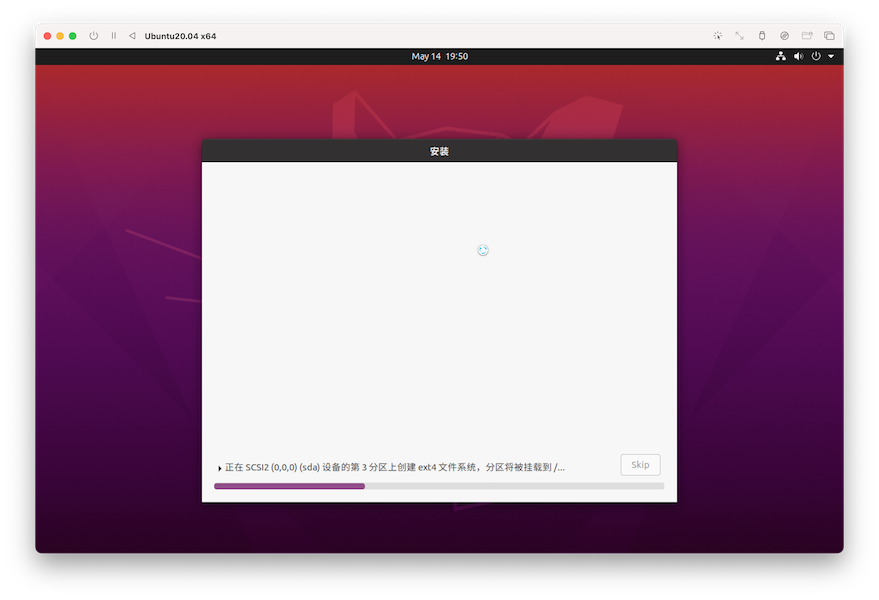 Ubuntu20.04 x64
May 14 19:50
安装
正在 SCSI2 (0,0,0) (sda) 设备的第 3 分区上创建 ext4 文件系统，分区将被挂载到 /...
Skip